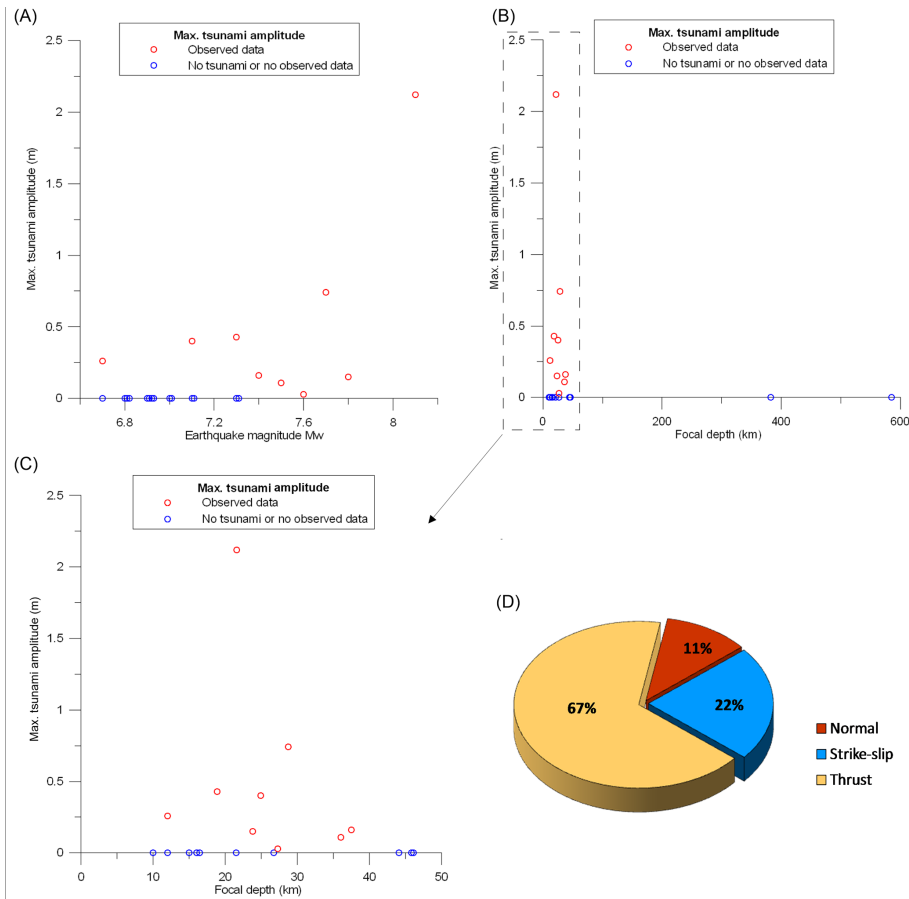 (A)
Max. tsunami amplitude
Observed data
No tsunami or no observed data
2.5
2
1.5
1
0.5
0
Max. tsunami amplitude (m)
6.8
7.2
7.6
8
Earthquake magnitude Mw
(B)
Max. tsunami amplitude
Observed data
No tsunami or no observed data
2.5
2
1.5
1
0.5
0
Max. tsunami amplitude (m)
0
200
400
600
Focal depth (km)
(C)
Max. tsunami amplitude
Observed data
No tsunami or no observed data
2.5
2
1.5
1
0.5
0
Max. tsunami amplitude (m)
0
10
20
30
40
50
Focal depth (km)
(D)
11%
22%
67%
Normal
Strike-slip
Thrust